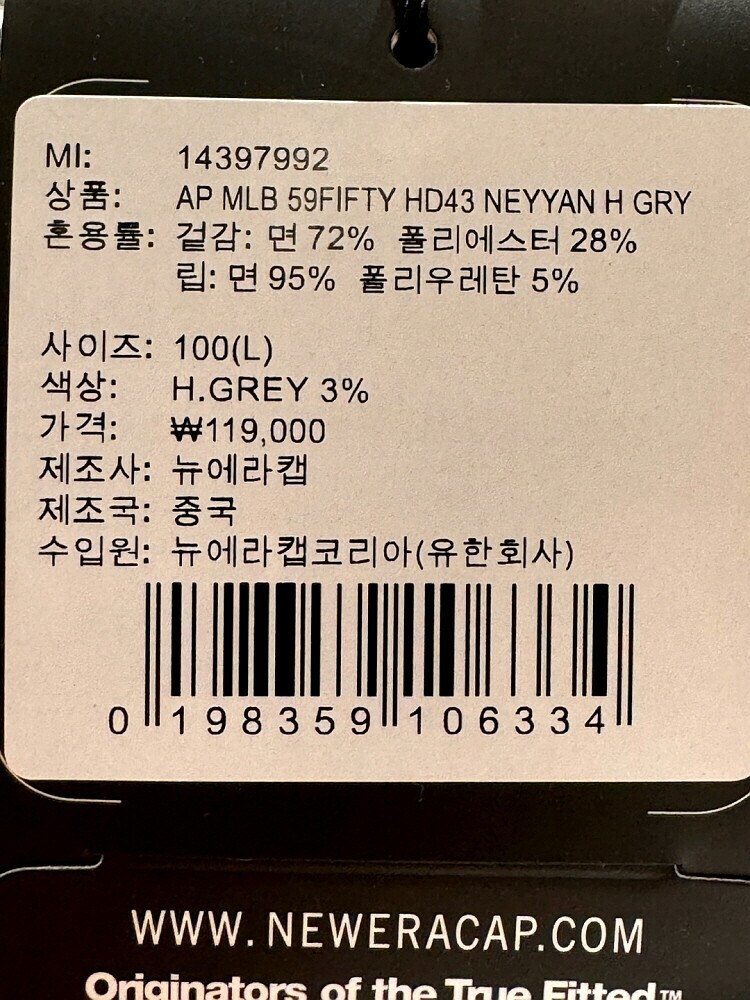 MI: 14397992
상품: AP MLB 59FIFTY HD43 NEYYAN H GRY
혼용률: 겉감: 면 72% 폴리에스터 28%
립: 면 95% 폴리우레탄 5%
사이즈: 100(L)
색상: H.GREY 3%
가격: ₩119,000
제조사: 뉴에라캡
제조국: 중국
수입원: 뉴에라캡코리아(유한회사)
0 198359 106334
WWW.NEWERACAP.COM
Originators of the True Fitted™